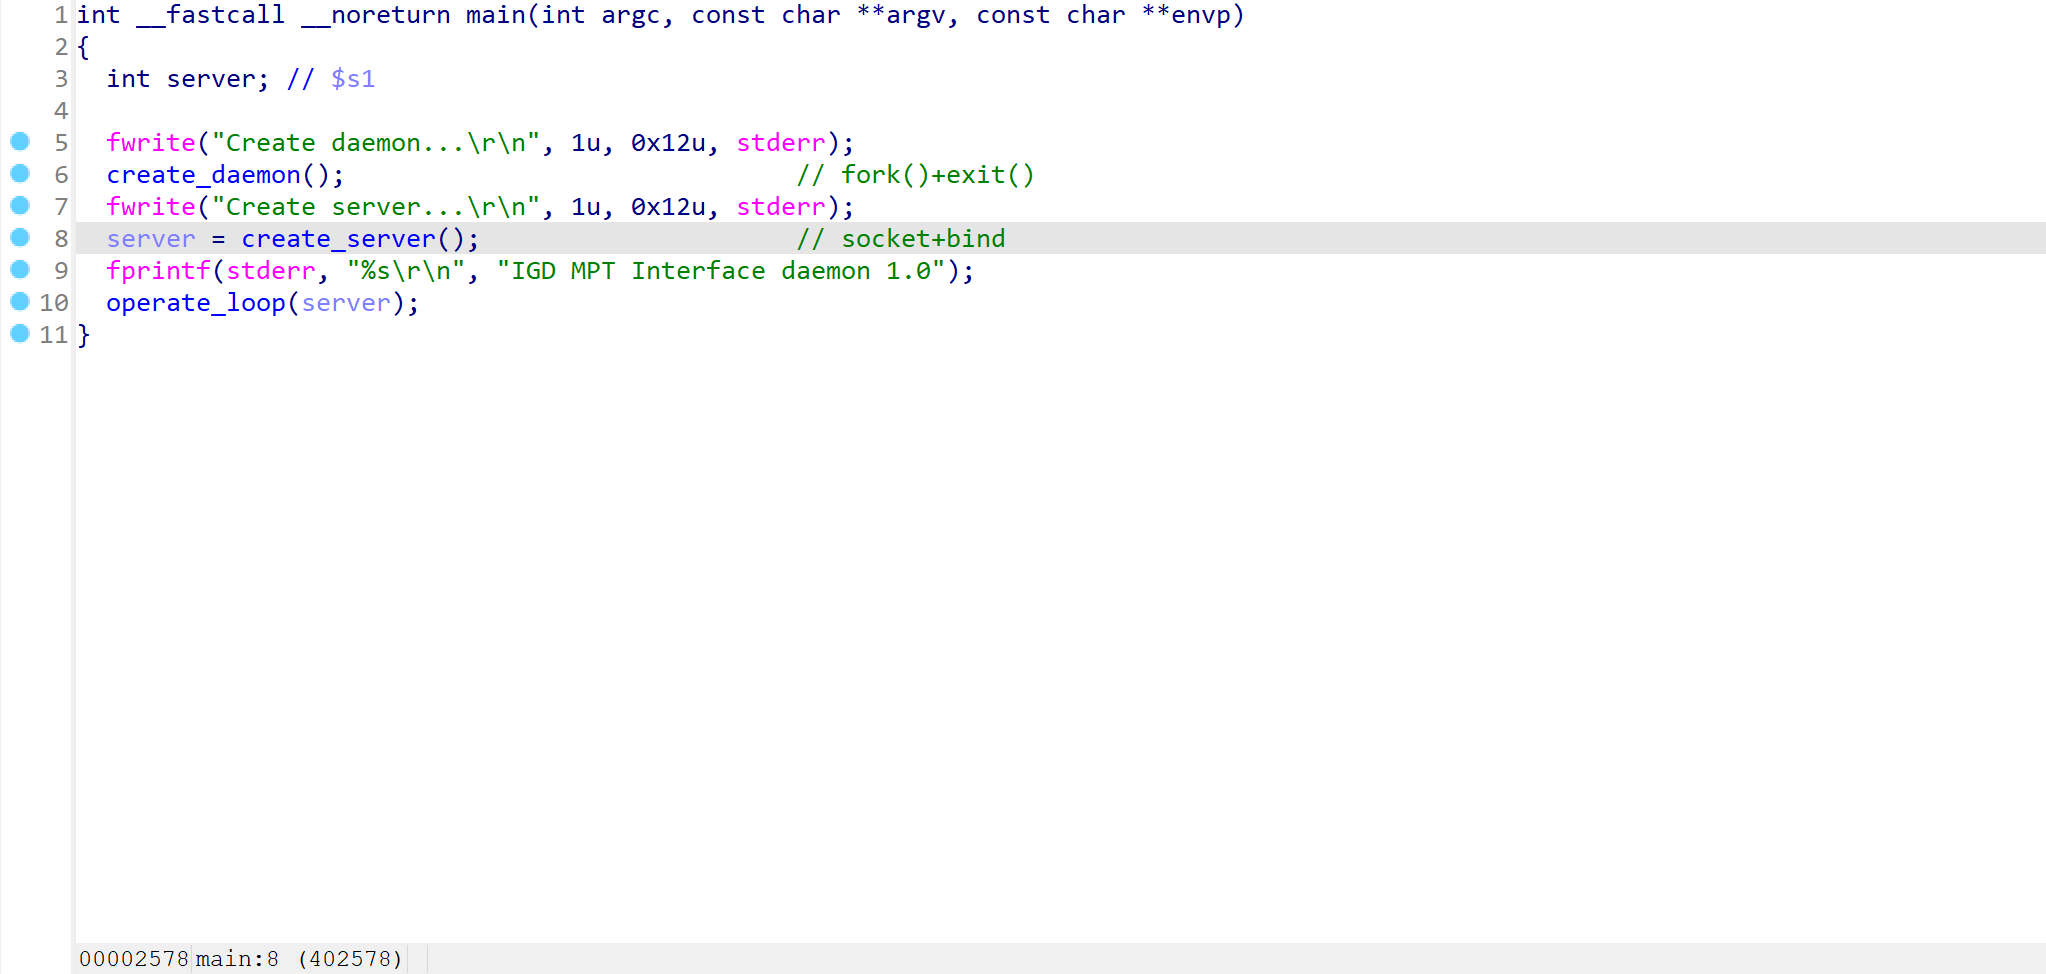 1 int __fastcall __noreturn main(int argc, const char **argv, const char **envp)
2 {
3   int server; // $s1
4
5   fwrite("Create daemon...\r\n", 1u, 0x12u, stderr);
6   create_daemon();                              // fork()+exit()
7   fwrite("Create server...\r\n", 1u, 0x12u, stderr);
8   server = create_server();                     // socket+bind
9   fprintf(stderr, "%s\r\n", "IGD MPT Interface daemon 1.0");
10   operate_loop(server);
11 }
00002578 main:8 (402578)